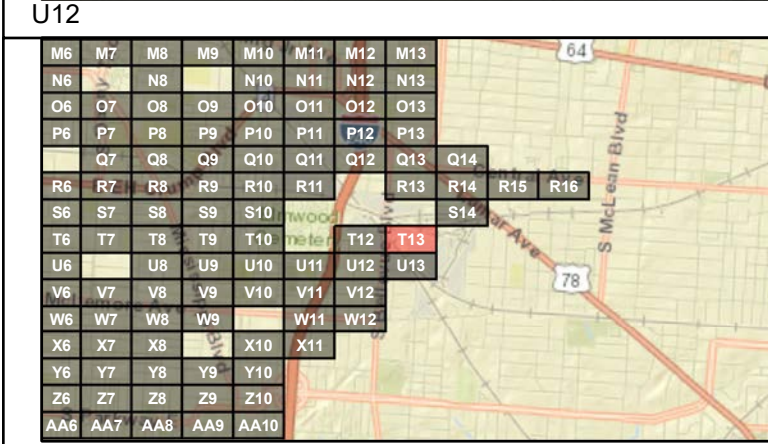 U12
M6 M7 M8 M9 M10 M11 M12 M13
64
N6 N8 N10 N11 N12 N13
O6 O7 O8 O9 O10 O11 O12 O13
P6 P7 P8 P9 P10 P11 P12 P13
Q7 Q8 Q9 Q10 Q11 Q12 Q13 Q14
R6 R7 R8 R9 R10 R11 R13 R14 R15 R16
S McLean Blvd
S6 S7 S8 S9 S10 S14
T6 T7 T8 T9 T10 T12 T13
U6 U8 U9 U10 U11 U12 U13
78
V6 V7 V8 V9 V10 V11 V12
W6 W7 W8 W9 W11 W12
X6 X7 X8 X10 X11
Y6 Y7 Y8 Y9 Y10
Z6 Z7 Z8 Z9 Z10
AA6 AA7 AA8 AA9 AA10